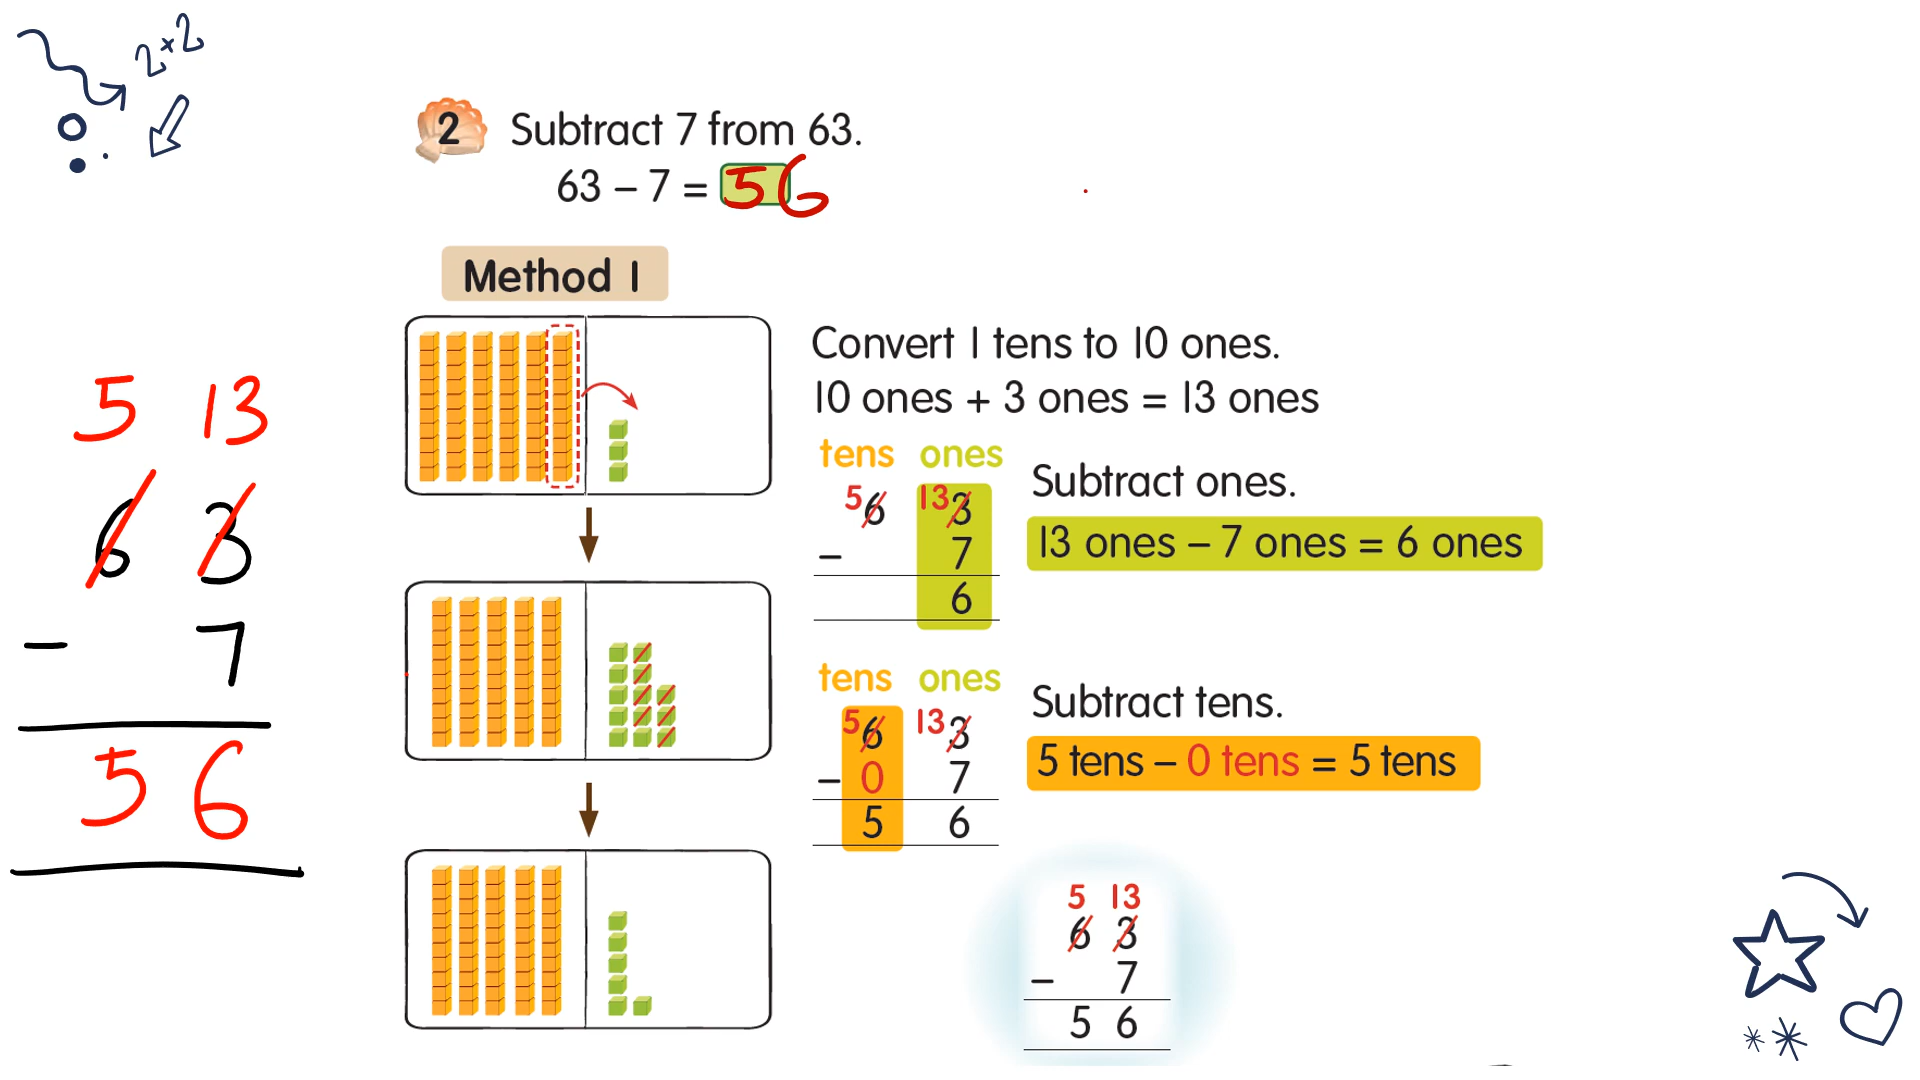 2×2
2 Subtract 7 from 63.
63 – 7 = 56
Method 1
Convert 1 tens to 10 ones.
10 ones + 3 ones = 13 ones
tens ones
5 6 13 3
– 7
6
Subtract ones.
13 ones – 7 ones = 6 ones
tens ones
5 6 13 3
– 0 7
5 6
Subtract tens.
5 tens – 0 tens = 5 tens
5 13
6 3
– 7
5 6
5 13
6 3
– 7
5 6